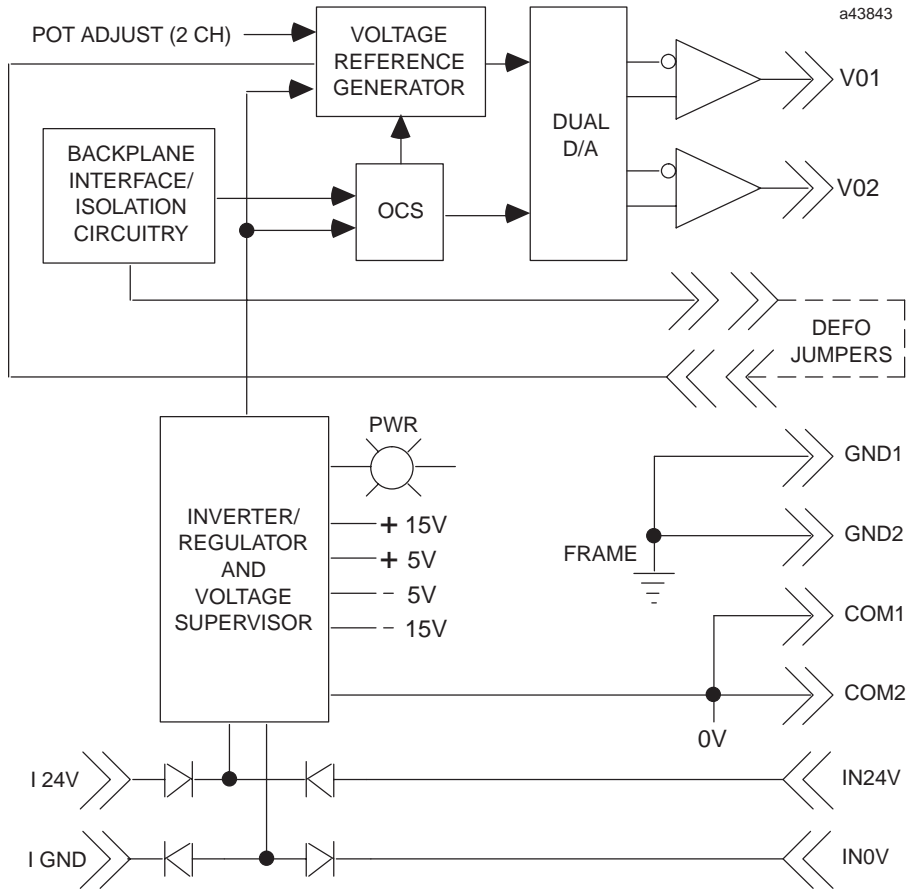 a43843
POT ADJUST (2 CH)
VOLTAGE
REFERENCE
GENERATOR
V01
DUAL
D/A
BACKPLANE
INTERFACE/
ISOLATION
CIRCUITRY
OCS
V02
DEFO
JUMPERS
PWR
GND1
INVERTER/
REGULATOR
AND
VOLTAGE
SUPERVISOR
+ 15V
+ 5V
- 5V
- 15V
GND2
FRAME
COM1
COM2
0V
I 24V
IN24V
I GND
IN0V